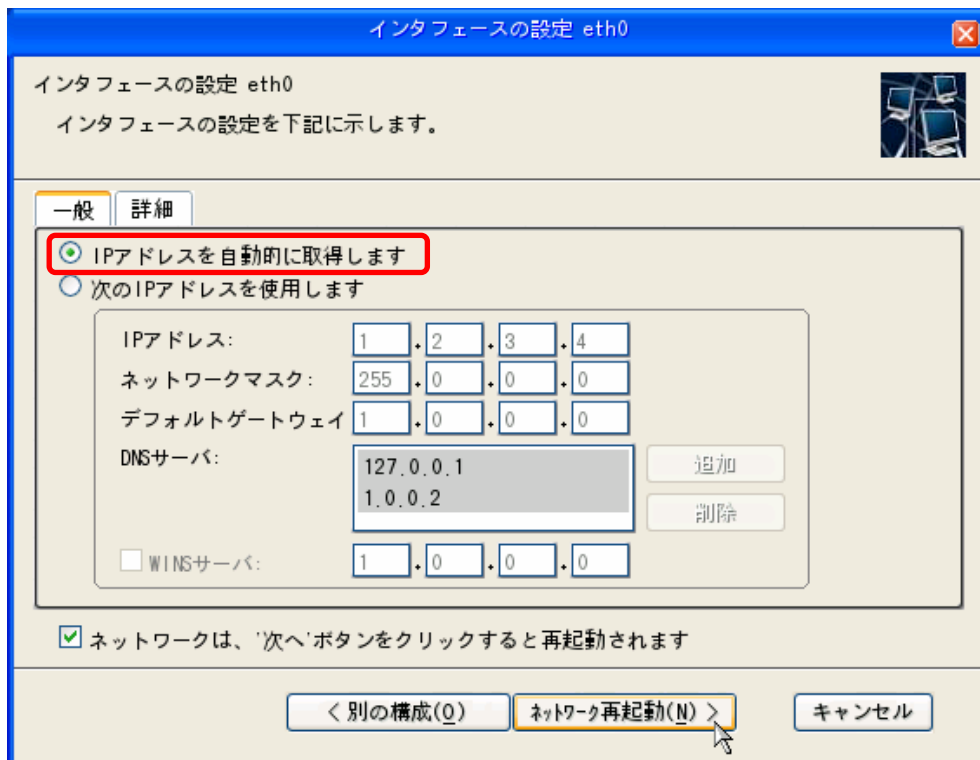 インタフェースの設定 eth0
インタフェースの設定 eth0
インタフェースの設定を下記に示します。
一般 詳細
IPアドレスを自動的に取得します
次のIPアドレスを使用します
IPアドレス: 1 . 2 . 3 . 4
ネットワークマスク: 255 . 0 . 0 . 0
デフォルトゲートウェイ 1 . 0 . 0 . 0
DNSサーバ: 127.0.0.1 追加
1.0.0.2 削除
WINSサーバ: 1 . 0 . 0 . 0
ネットワークは、'次へ'ボタンをクリックすると再起動されます
< 別の構成(O) ネットワーク再起動(N) > キャンセル